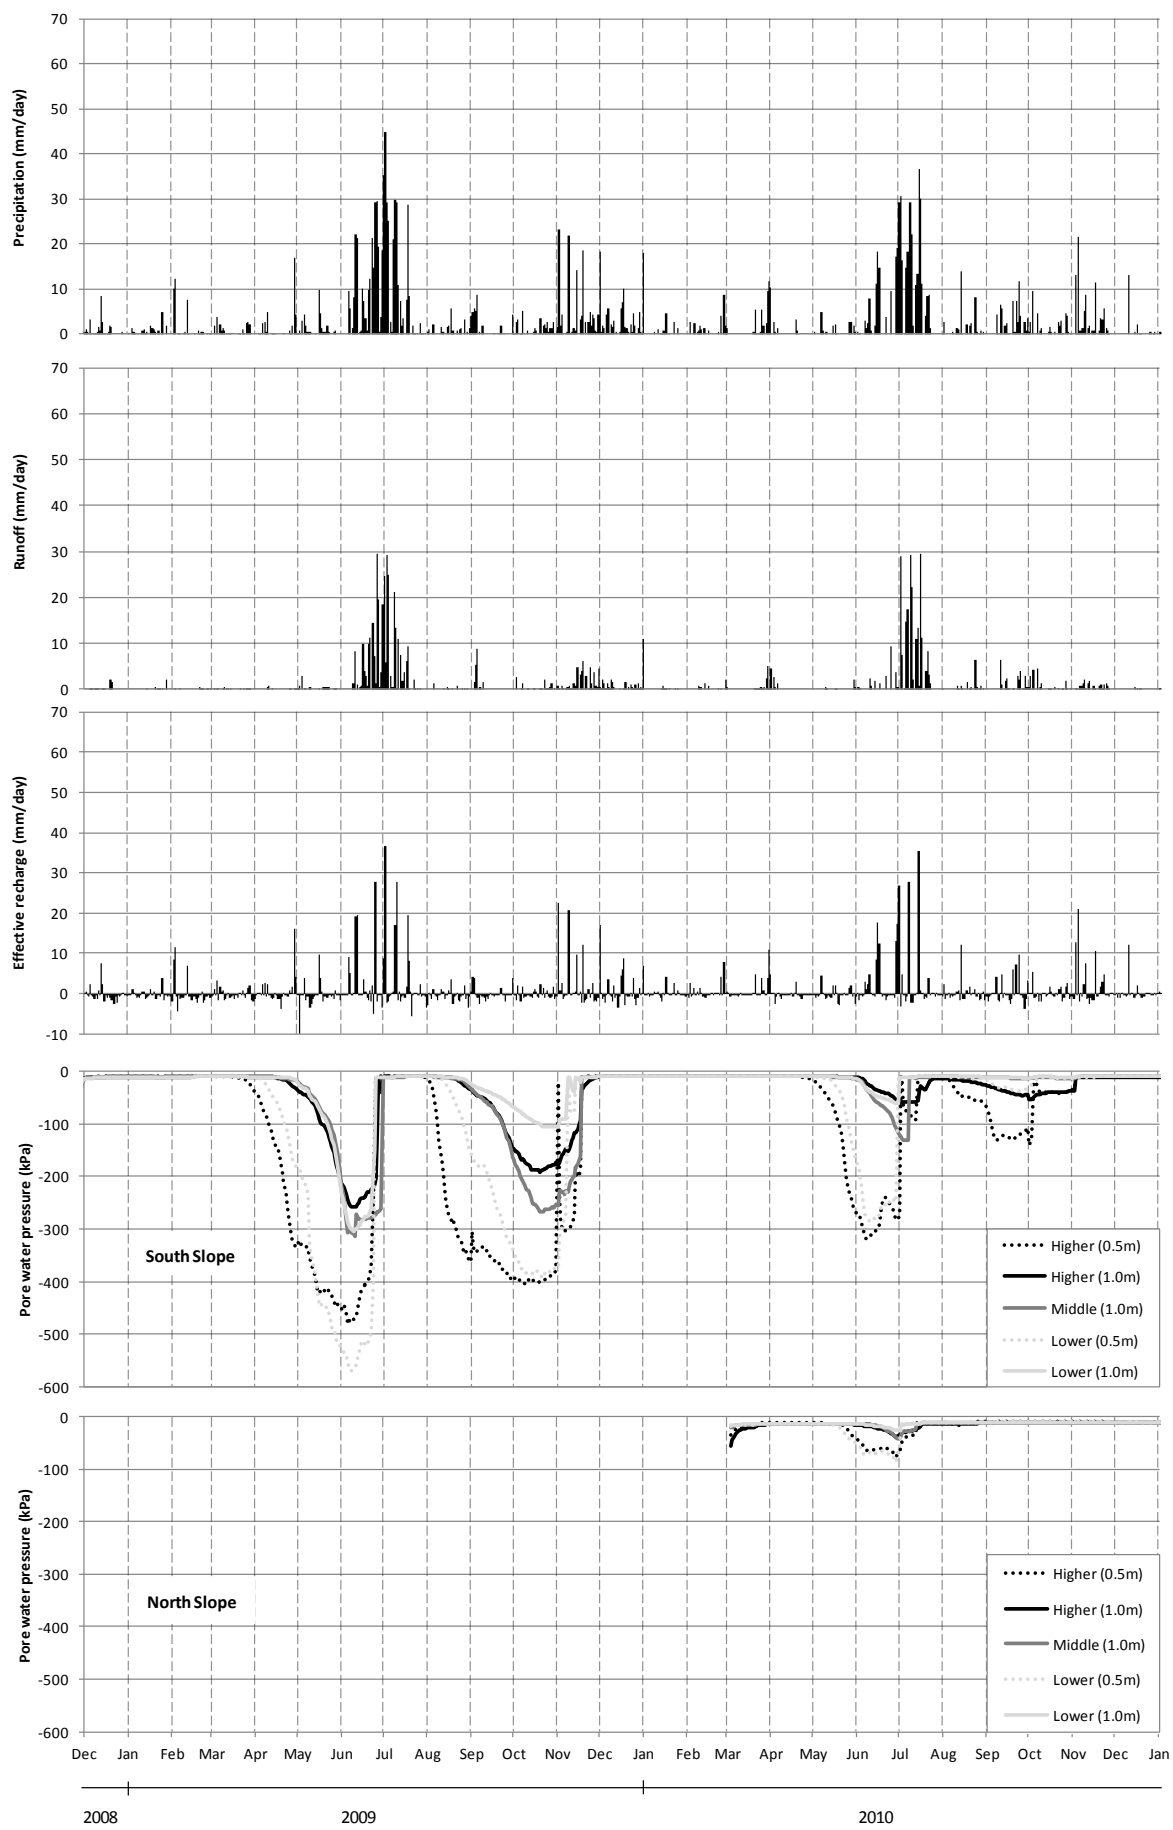 70
60
50
40
30
20
10
0
Precipitation (mm/day)
70
60
50
40
30
20
10
0
Runoff (mm/day)
70
60
50
40
30
20
10
0
-10
Effective recharge (mm/day)
0
-100
-200
-300
-400
-500
-600
Pore water pressure (kPa)
South Slope
Higher (0.5m)
Higher (1.0m)
Middle (1.0m)
Lower (0.5m)
Lower (1.0m)
0
-100
-200
-300
-400
-500
-600
Pore water pressure (kPa)
North Slope
Higher (0.5m)
Higher (1.0m)
Middle (1.0m)
Lower (0.5m)
Lower (1.0m)
Dec Jan Feb Mar Apr May Jun Jul Aug Sep Oct Nov Dec Jan Feb Mar Apr May Jun Jul Aug Sep Oct Nov Dec Jan
2008 2009 2010